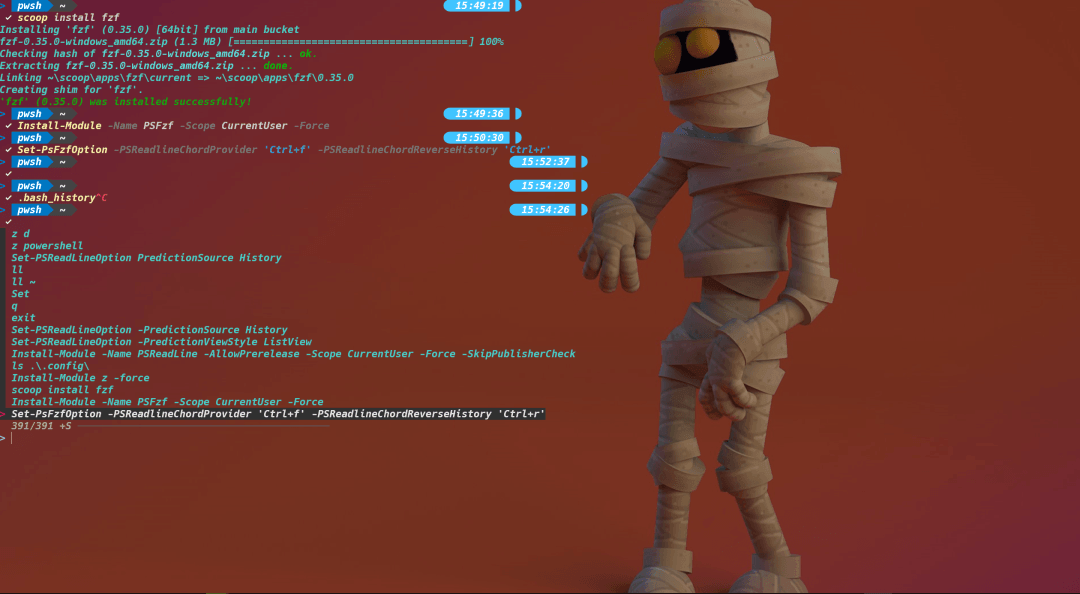 pwsh ~ 15:49:19
✔ scoop install fzf
Installing 'fzf' (0.35.0) [64bit] from main bucket
fzf-0.35.0-windows_amd64.zip (1.3 MB) [=======================================] 100%
Checking hash of fzf-0.35.0-windows_amd64.zip ... ok.
Extracting fzf-0.35.0-windows_amd64.zip ... done.
Linking ~\scoop\apps\fzf\current => ~\scoop\apps\fzf\0.35.0
Creating shim for 'fzf'.
'fzf' (0.35.0) was installed successfully!
> pwsh ~ 15:49:36
✔ Install-Module -Name PSFzf -Scope CurrentUser -Force
> pwsh ~ 15:50:30
✔ Set-PsFzfOption -PSReadlineChordProvider 'Ctrl+f' -PSReadlineChordReverseHistory 'Ctrl+r'
> pwsh ~ 15:52:37
✔
> pwsh ~ 15:54:20
✔ .bash_history^C
> pwsh ~ 15:54:26
✔
z d
z powershell
Set-PSReadLineOption PredictionSource History
ll
ll ~
Set
q
exit
Set-PSReadLineOption -PredictionSource History
Set-PSReadLineOption -PredictionViewStyle ListView
Install-Module -Name PSReadLine -AllowPrerelease -Scope CurrentUser -Force -SkipPublisherCheck
ls .\.config\
Install-Module z -force
scoop install fzf
Install-Module -Name PSFzf -Scope CurrentUser -Force
> Set-PsFzfOption -PSReadlineChordProvider 'Ctrl+f' -PSReadlineChordReverseHistory 'Ctrl+r'
391/391 +S
>